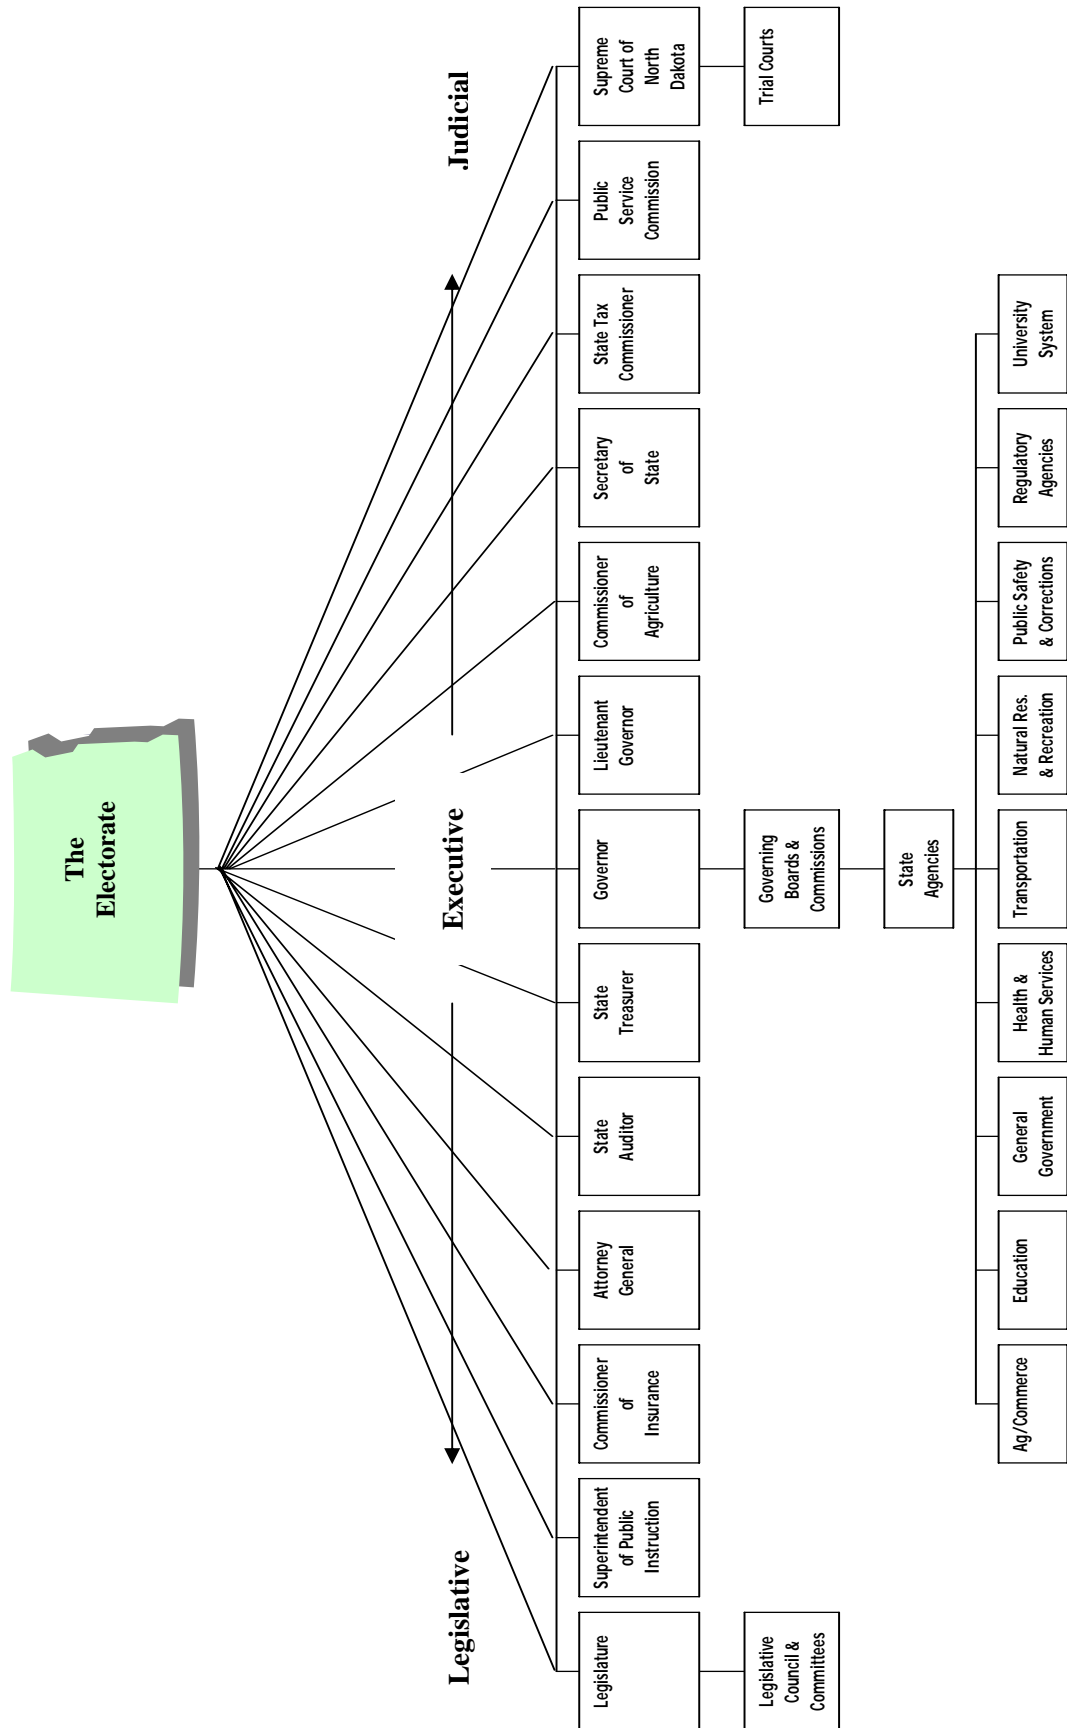 The
Electorate
Legislative
Executive
Judicial
Legislature
Superintendent
of Public
Instruction
Commissioner
of
Insurance
Attorney
General
State
Auditor
State
Treasurer
Governor
Lieutenant
Governor
Commissioner
of
Agriculture
Secretary
of
State
State Tax
Commissioner
Public
Service
Commission
Supreme
Court of
North
Dakota
Legislative
Council &
Committees
Governing
Boards &
Commissions
Trial Courts
State
Agencies
Ag/Commerce
Education
General
Government
Health &
Human Services
Transportation
Natural Res.
& Recreation
Public Safety
& Corrections
Regulatory
Agencies
University
System